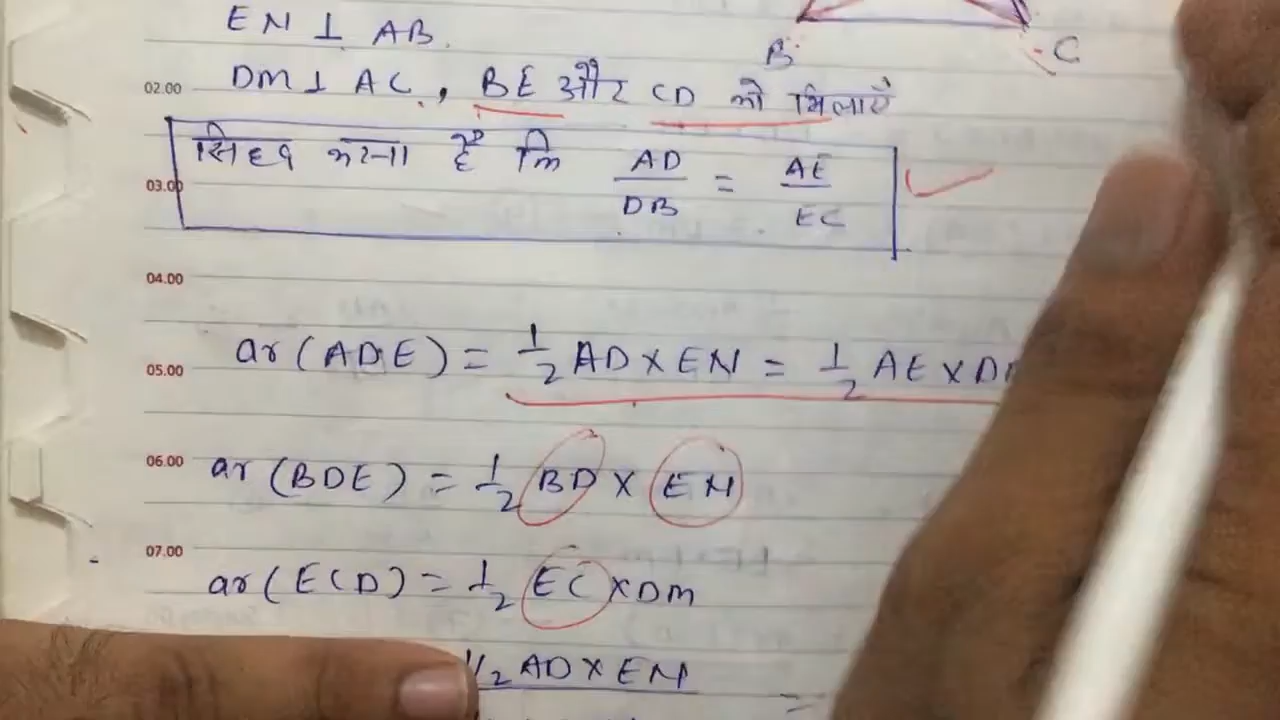 EN ⊥ AB.
B
C
02.00 DM ⊥ AC, BE और CD को मिलाएँ
03.00 सिद्ध करना है कि AD/DB = AE/EC
04.00
05.00 ar(ADE) = 1/2 AD X EN = 1/2 AE X D
06.00 ar(BDE) = 1/2 BD X EN
07.00 ar(ECD) = 1/2 EC X DM
1/2 AD X EN =